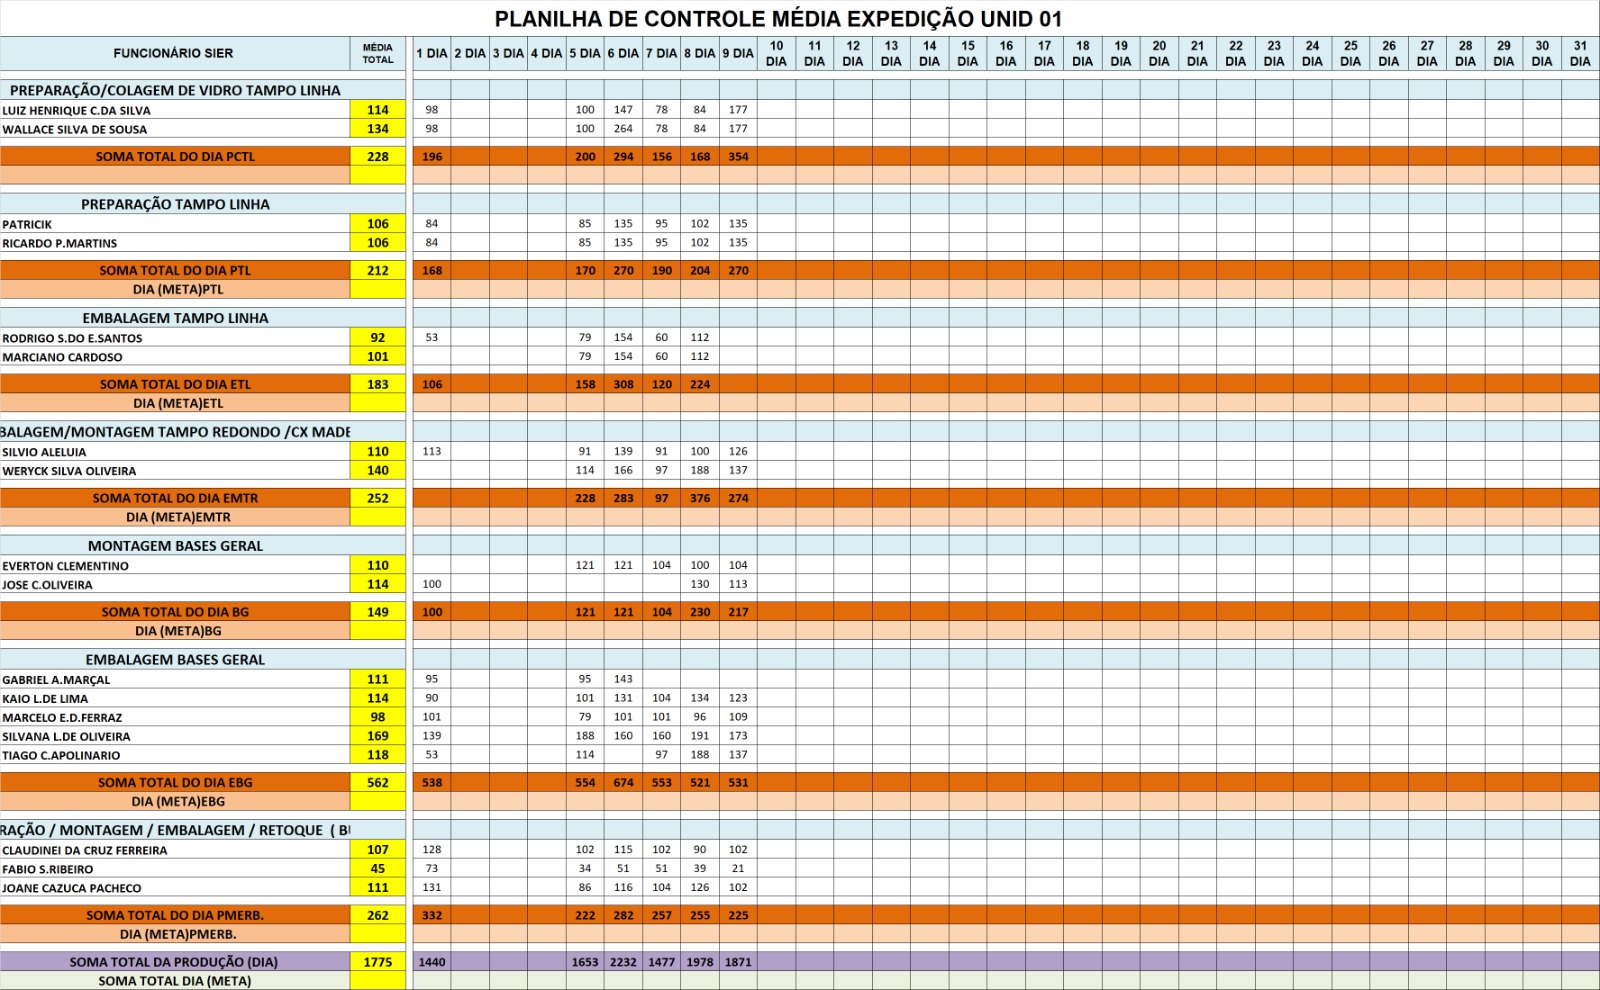 PLANILHA DE CONTROLE MÉDIA EXPEDIÇÃO UNID 01
FUNCIONÁRIO SIER MÉDIA TOTAL 1 DIA 2 DIA 3 DIA 4 DIA 5 DIA 6 DIA 7 DIA 8 DIA 9 DIA 10 DIA 11 DIA 12 DIA 13 DIA 14 DIA 15 DIA 16 DIA 17 DIA 18 DIA 19 DIA 20 DIA 21 DIA 22 DIA 23 DIA 24 DIA 25 DIA 26 DIA 27 DIA 28 DIA 29 DIA 30 DIA 31 DIA
PREPARAÇÃO/COLAGEM DE VIDRO TAMPO LINHA
LUIZ HENRIQUE C.DA SILVA 114 98 100 147 78 84 177
WALLACE SILVA DE SOUSA 134 98 100 264 78 84 177
SOMA TOTAL DO DIA PCTL 228 196 200 294 156 168 354
PREPARAÇÃO TAMPO LINHA
PATRICIK 106 84 85 135 95 102 135
RICARDO P.MARTINS 106 84 85 135 95 102 135
SOMA TOTAL DO DIA PTL 212 168 170 270 190 204 270
DIA (META)PTL
EMBALAGEM TAMPO LINHA
RODRIGO S.DO E.SANTOS 92 53 79 154 60 112
MARCIANO CARDOSO 101 79 154 60 112
SOMA TOTAL DO DIA ETL 183 106 158 308 120 224
DIA (META)ETL
BALAGEM/MONTAGEM TAMPO REDONDO /CX MADE
SILVIO ALELUIA 110 113 91 139 91 100 126
WERYCK SILVA OLIVEIRA 140 114 166 97 188 137
SOMA TOTAL DO DIA EMTR 252 228 283 97 376 274
DIA (META)EMTR
MONTAGEM BASES GERAL
EVERTON CLEMENTINO 110 121 121 104 100 104
JOSE C.OLIVEIRA 114 100 130 113
SOMA TOTAL DO DIA BG 149 100 121 121 104 230 217
DIA (META)BG
EMBALAGEM BASES GERAL
GABRIEL A.MARÇAL 111 95 95 143
KAIO L.DE LIMA 114 90 101 131 104 134 123
MARCELO E.D.FERRAZ 98 101 79 101 101 96 109
SILVANA L.DE OLIVEIRA 169 139 188 160 160 191 173
TIAGO C.APOLINARIO 118 53 114 97 188 137
SOMA TOTAL DO DIA EBG 562 538 554 674 553 521 531
DIA (META)EBG
RAÇÃO / MONTAGEM / EMBALAGEM / RETOQUE ( BU
CLAUDINEI DA CRUZ FERREIRA 107 128 102 115 102 90 102
FABIO S.RIBEIRO 45 73 34 51 51 39 21
JOANE CAZUCA PACHECO 111 131 86 116 104 126 102
SOMA TOTAL DO DIA PMERB. 262 332 222 282 257 255 225
DIA (META)PMERB.
SOMA TOTAL DA PRODUÇÃO (DIA) 1775 1440 1653 2232 1477 1978 1871
SOMA TOTAL DIA (META)